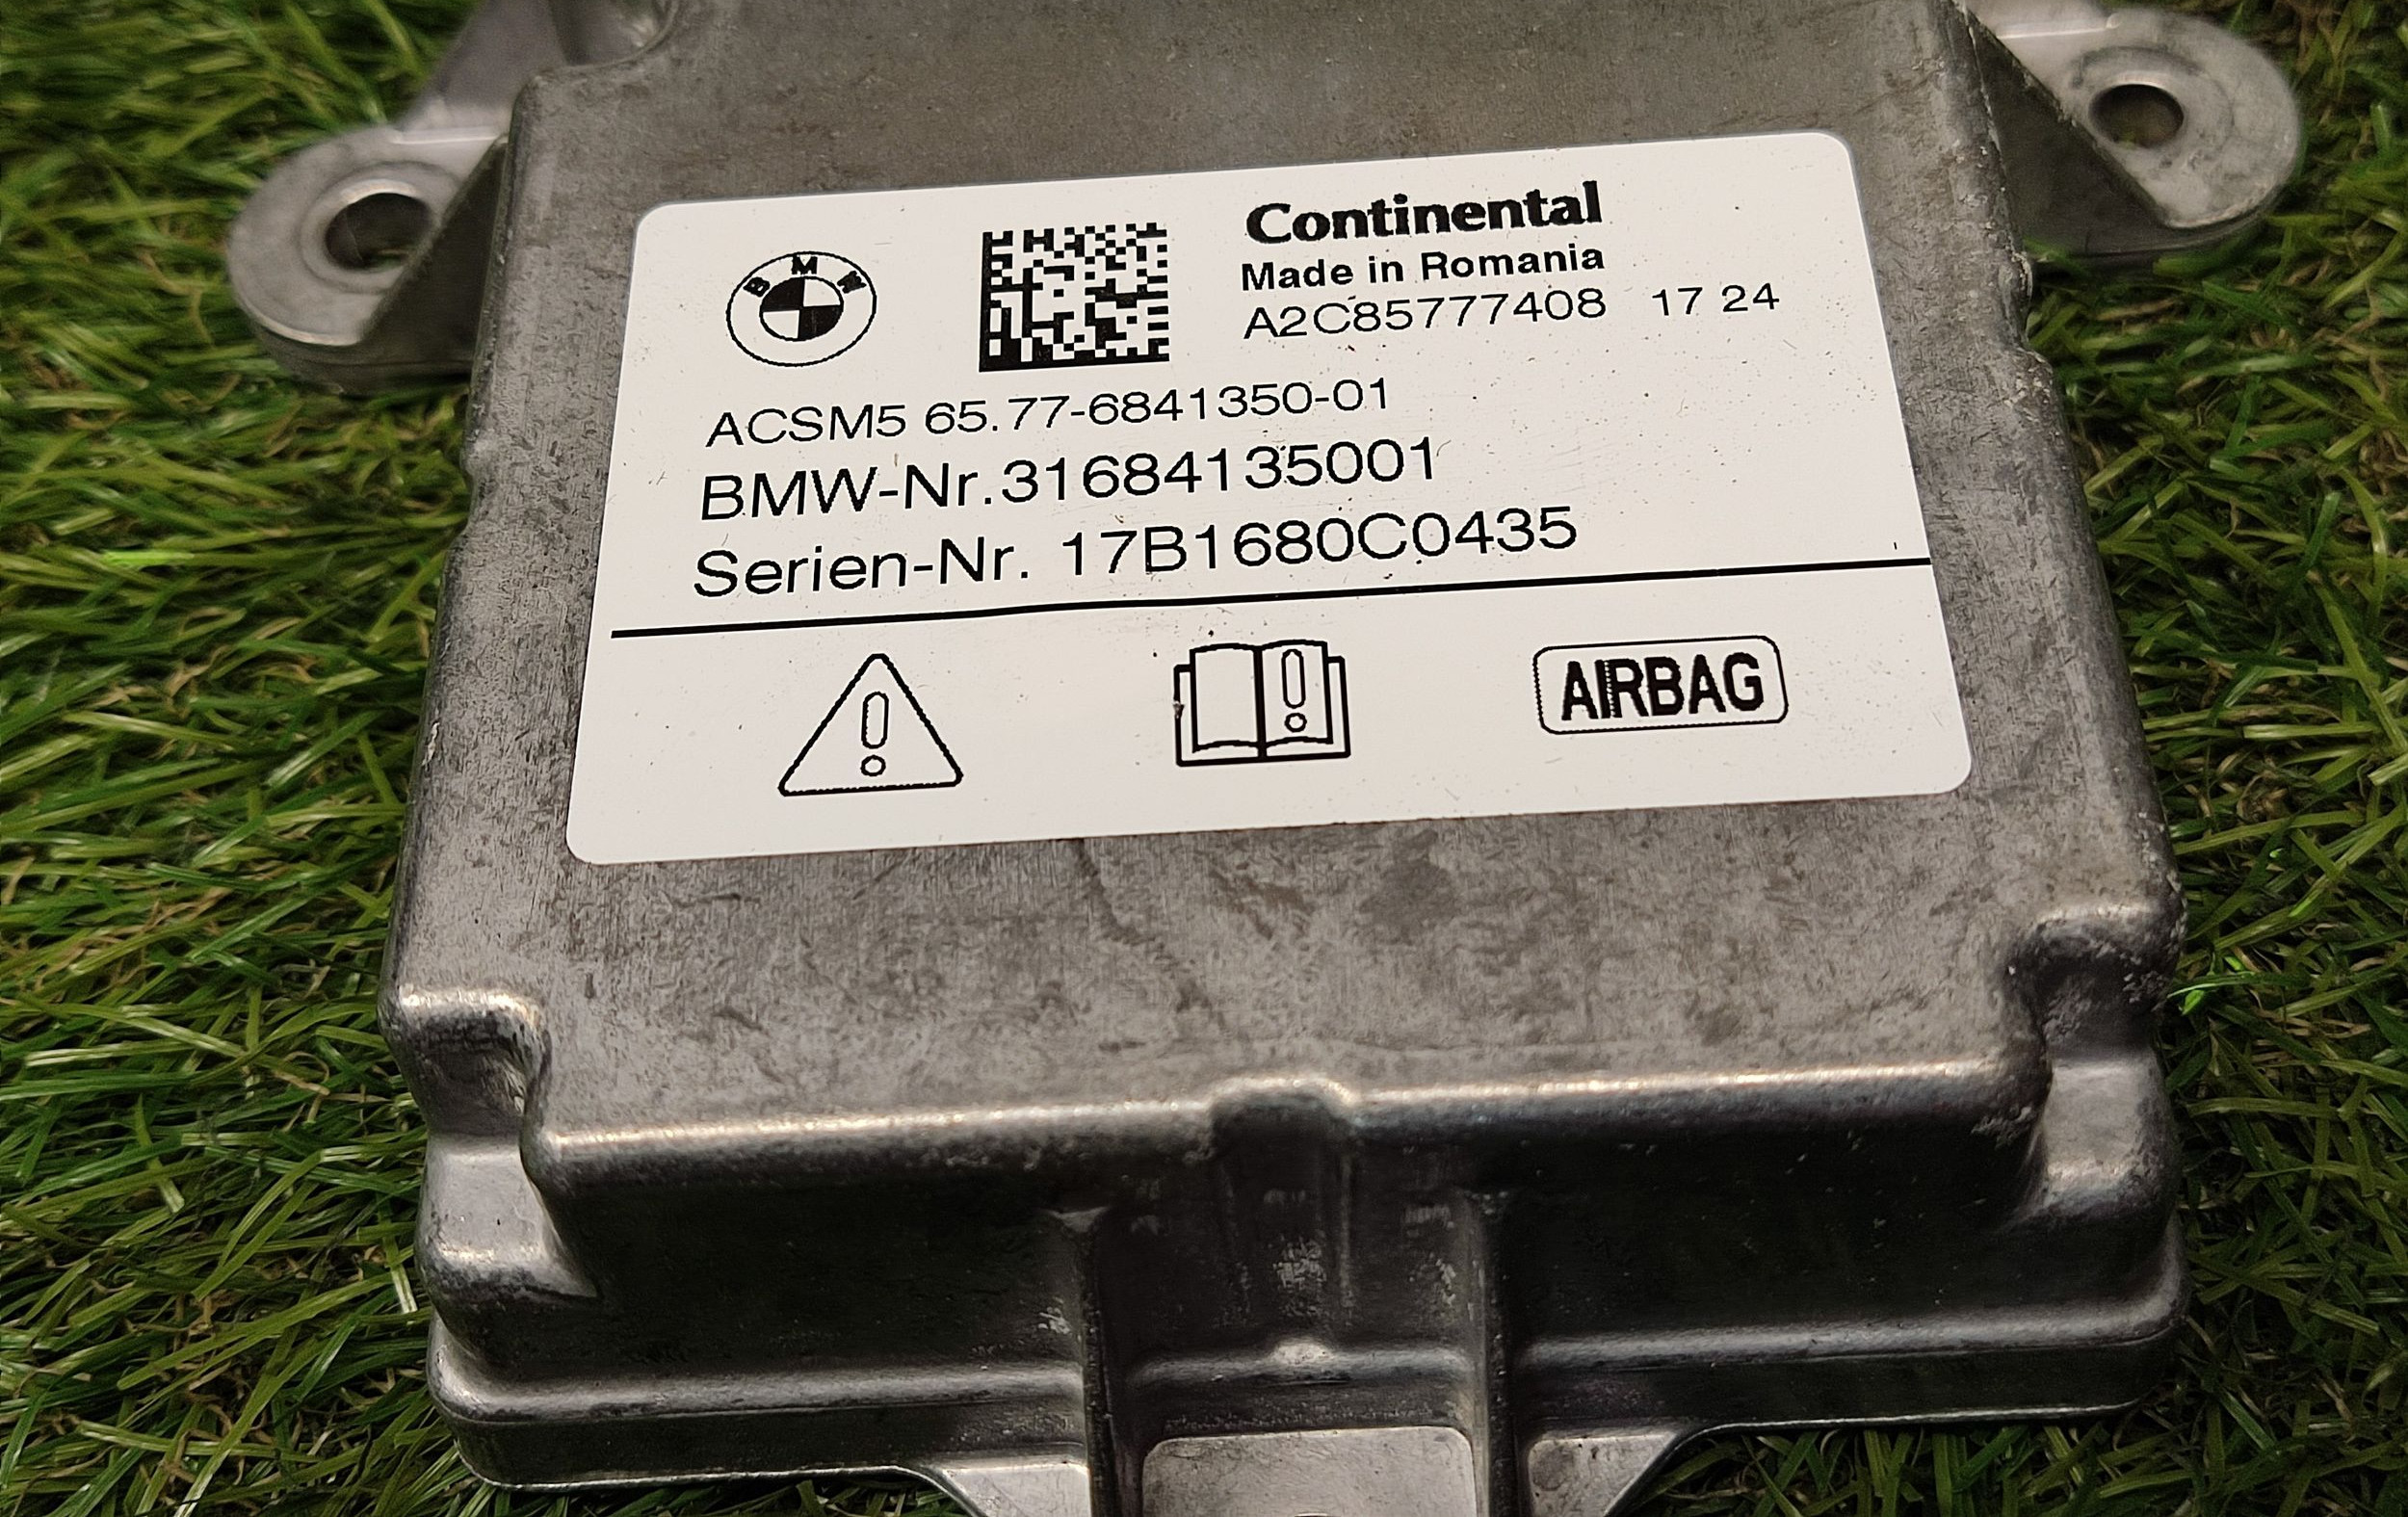 BMW
Continental
Made in Romania
A2C85777408 17 24
ACSM5 65.77-6841350-01
BMW-Nr.31684135001
Serien-Nr. 17B1680C0435
AIRBAG